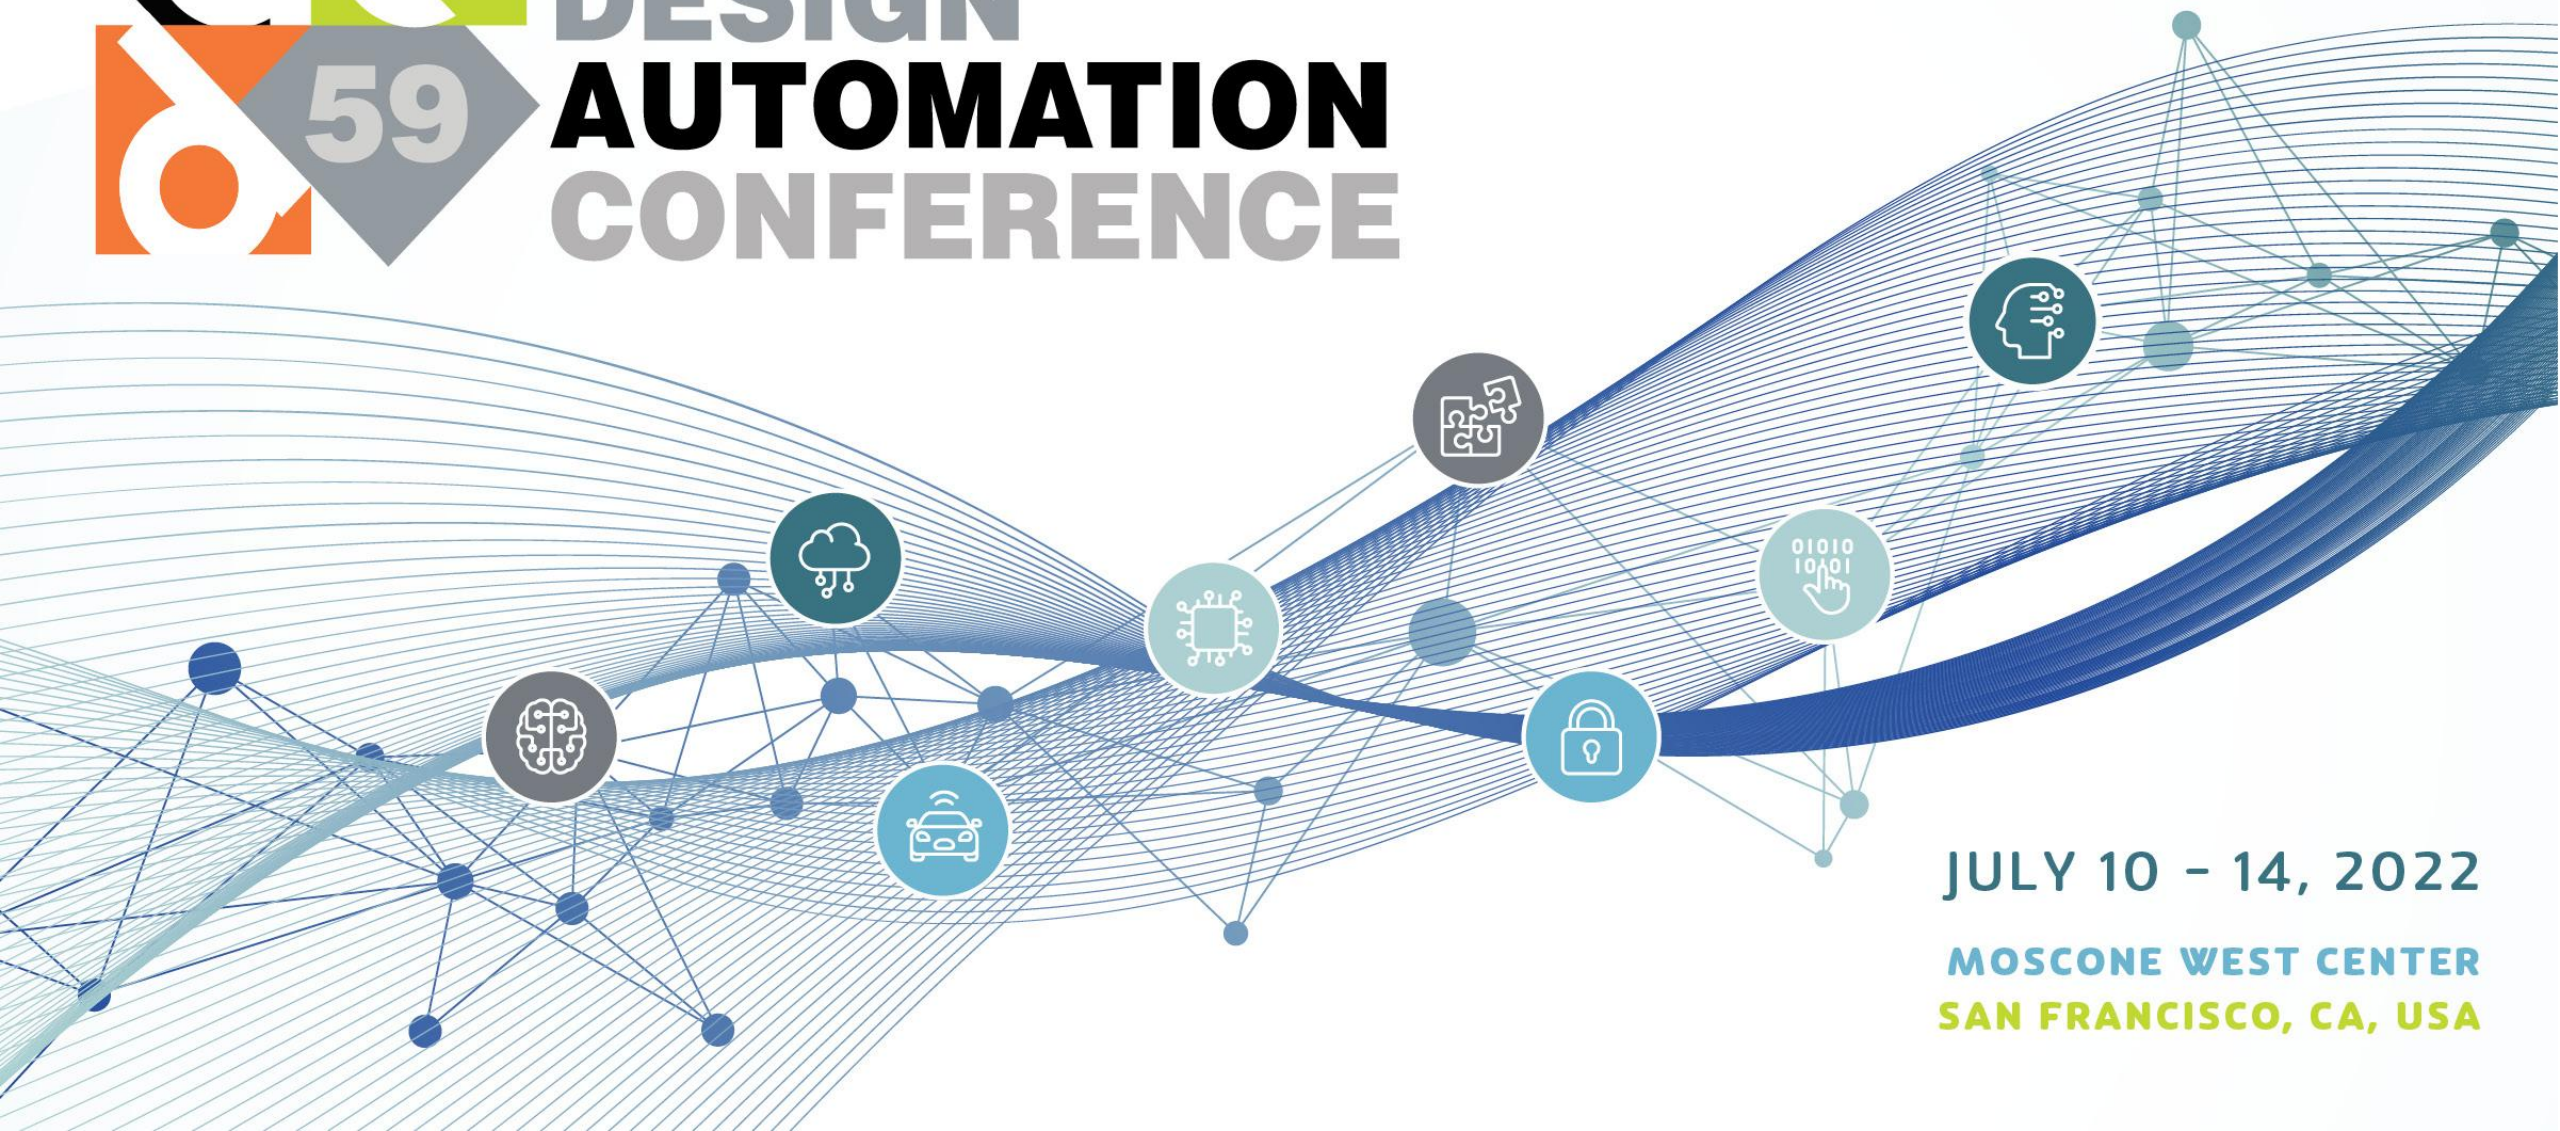 DESIGN
59
AUTOMATION
CONFERENCE
01010
10101
JULY 10 - 14, 2022
MOSCONE WEST CENTER
SAN FRANCISCO, CA, USA